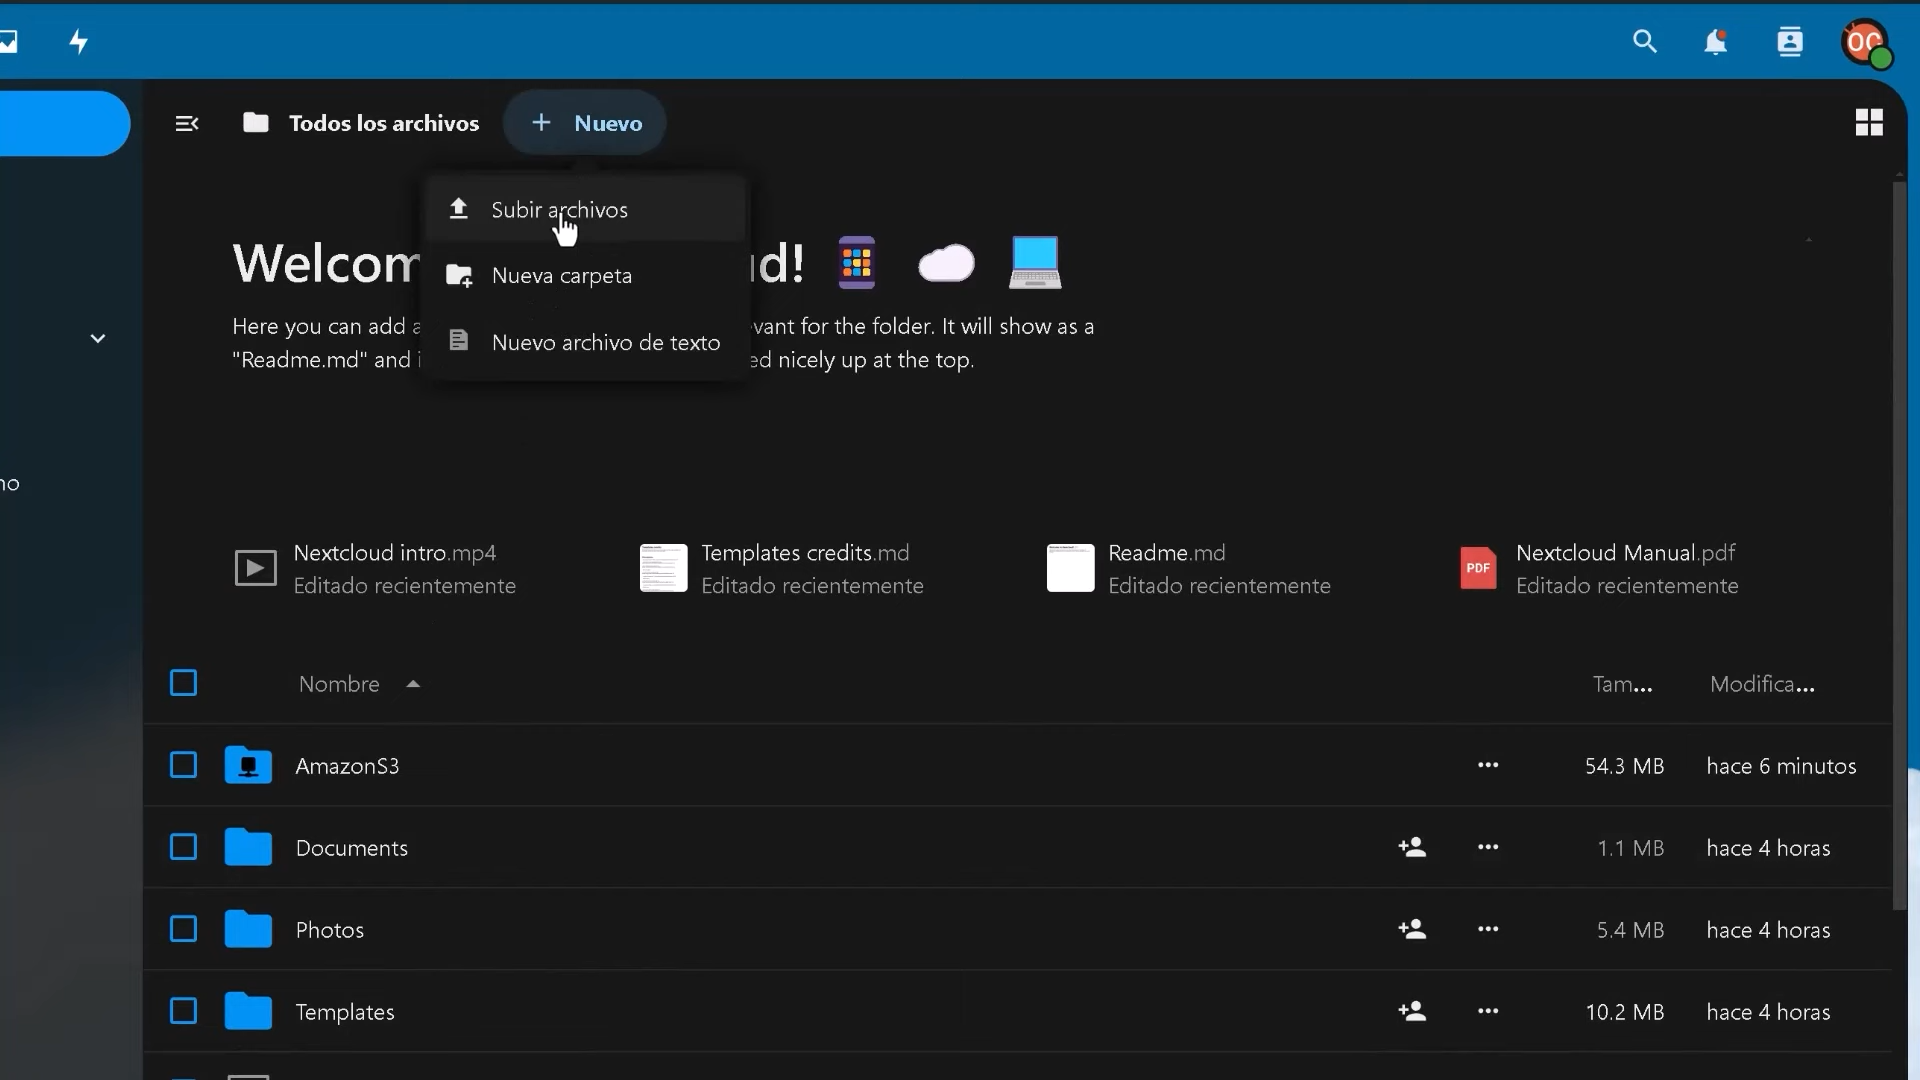 OC
Todos los archivos
+ Nuevo
Subir archivos
Nueva carpeta
Nuevo archivo de texto
Welcom
d!
Here you can add
vant for the folder. It will show as a
"Readme.md" and
ed nicely up at the top.
no
Nextcloud intro.mp4
Editado recientemente
Templates credits.md
Editado recientemente
Readme.md
Editado recientemente
PDF
Nextcloud Manual.pdf
Editado recientemente
Nombre
Tam...
Modifica...
AmazonS3
54.3 MB
hace 6 minutos
Documents
1.1 MB
hace 4 horas
Photos
5.4 MB
hace 4 horas
Templates
10.2 MB
hace 4 horas